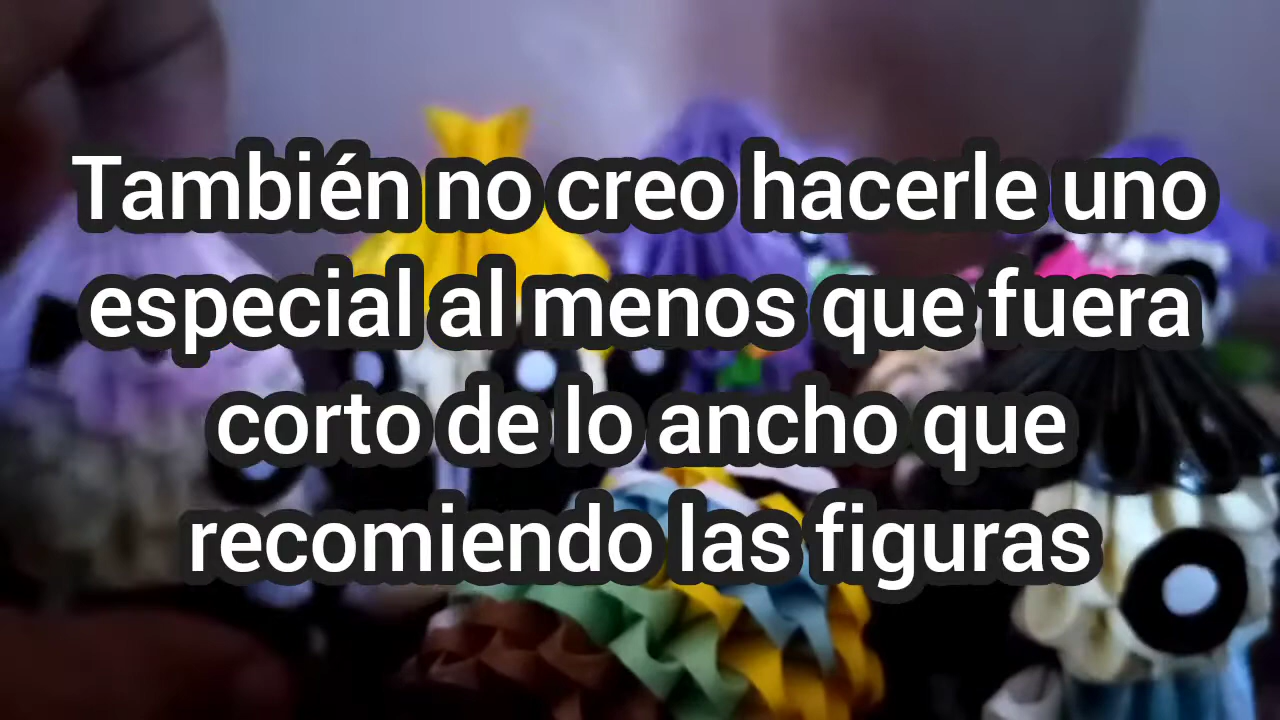 También no creo hacerle uno
especial al menos que fuera
corto de lo ancho que
recomiendo las figuras